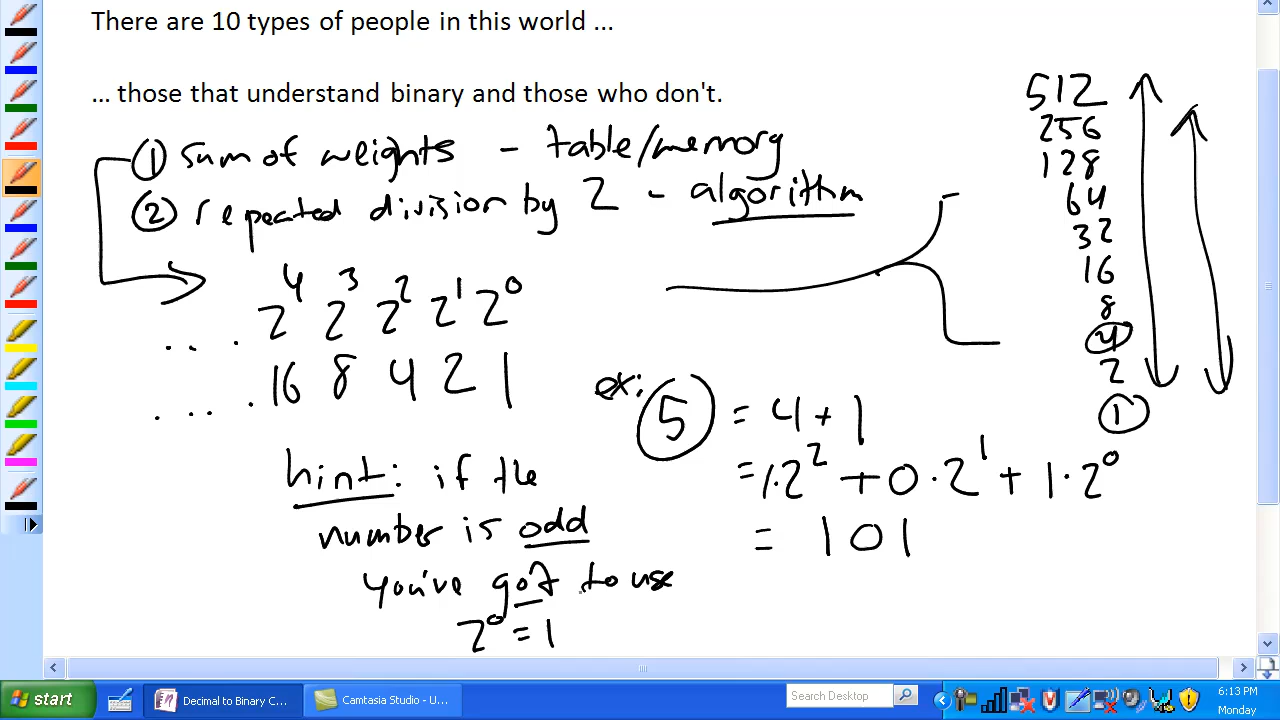 There are 10 types of people in this world ...
... those that understand binary and those who don't.
① sum of weights - table/memory
② repeated division by 2 - algorithm
.... 2⁴ 2³ 2² 2¹ 2⁰
.... 16 8 4 2 1
512
256
128
64
32
16
8
4
2
1
ex: 5 = 4 + 1
= 1·2² + 0·2¹ + 1·2⁰
= 101
hint: if the
number is odd
you've got to use
2⁰ = 1
start
Decimal to Binary C...
Camtasia Studio - U...
Search Desktop
6:13 PM
Monday